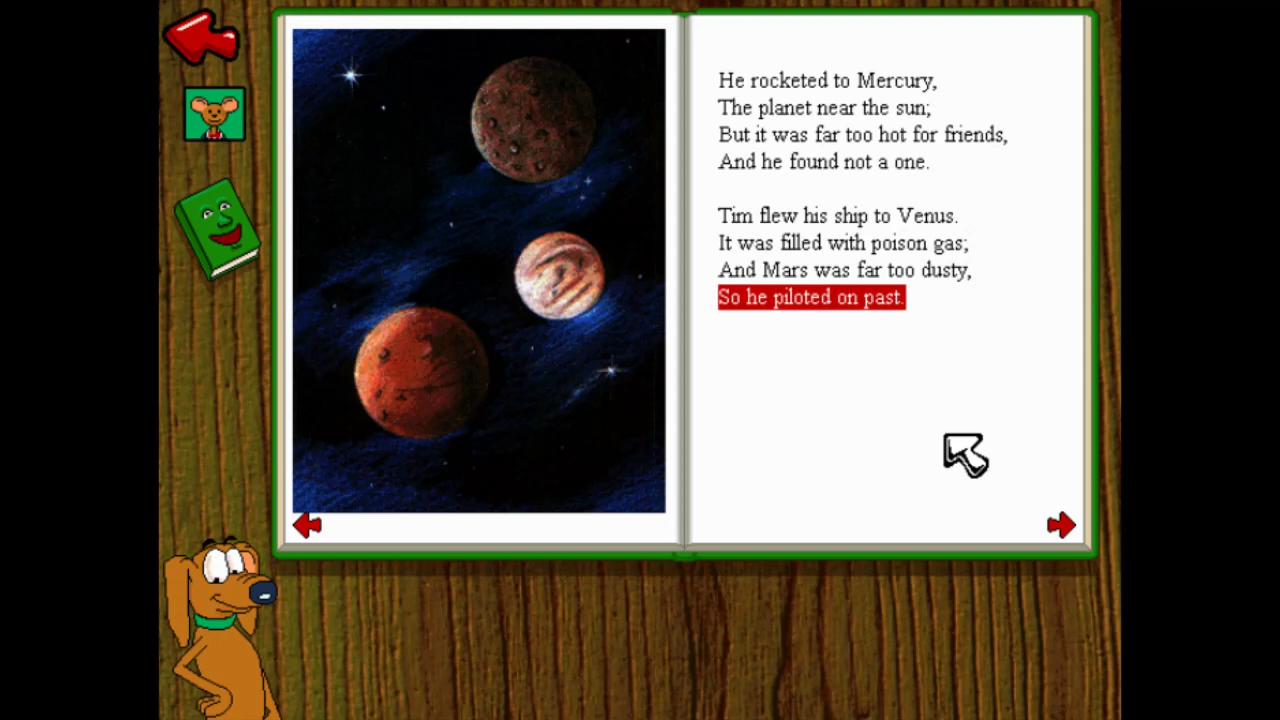 He rocketed to Mercury,
The planet near the sun;
But it was far too hot for friends,
And he found not a one.
Tim flew his ship to Venus.
It was filled with poison gas;
And Mars was far too dusty,
So he piloted on past.